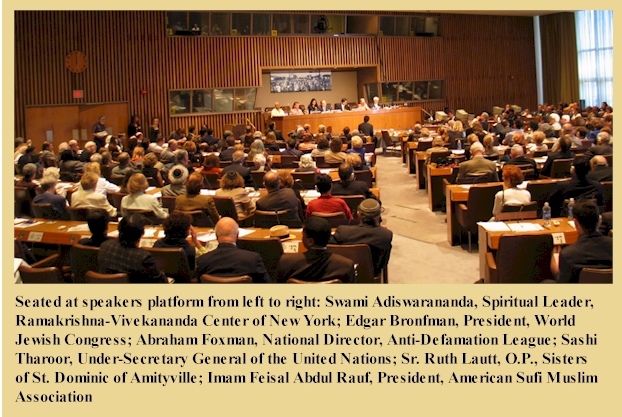 Seated at speakers platform from left to right: Swami Adiswarananda, Spiritual Leader,
Ramakrishna-Vivekananda Center of New York; Edgar Bronfman, President, World
Jewish Congress; Abraham Foxman, National Director, Anti-Defamation League; Sashi
Tharoor, Under-Secretary General of the United Nations; Sr. Ruth Lautt, O.P., Sisters
of St. Dominic of Amityville; Imam Feisal Abdul Rauf, President, American Sufi Muslim
Association